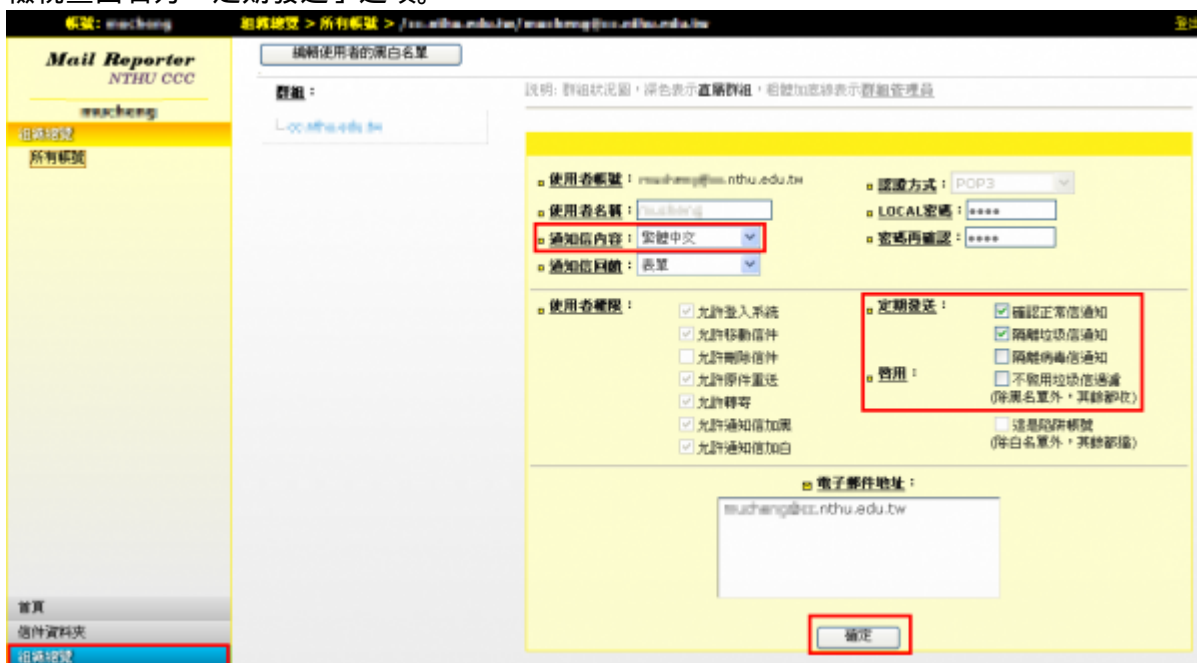 檢視畫面右方「定期發送」選項。
帳號:
組織總覽 > 所有帳號 >
登出
Mail Reporter
NTHU CCC
組織總覽
所有帳號
編輯使用者的黑白名單
群組：
cc.nthu.edu.tw
說明: 群組狀況圖，深色表示直屬群組，粗體加底線表示群組管理員
使用者帳號： .nthu.edu.tw
認證方式： POP3
使用者名稱：
LOCAL密碼： ●●●●
通知信內容： 繁體中文
密碼再確認： ●●●●
通知信回饋： 表單
使用者權限：
允許登入系統
允許移動信件
允許刪除信件
允許原件重送
允許轉寄
允許通知信加黑
允許通知信加白
定期發送：
確認正常信通知
隔離垃圾信通知
隔離病毒信通知
啓用：
不啟用垃圾信過濾
(除黑名單外，其餘都收)
這是陷阱帳號
(除白名單外，其餘都擋)
電子郵件地址：
.nthu.edu.tw
確定
首頁
信件資料夾
組織總覽